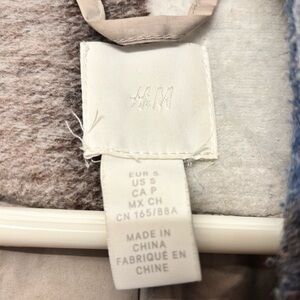 H&M
EUR S
US S
CA P
MX CH
CN 165/88A
MADE IN
CHINA
FABRIQUÉ EN
CHINE